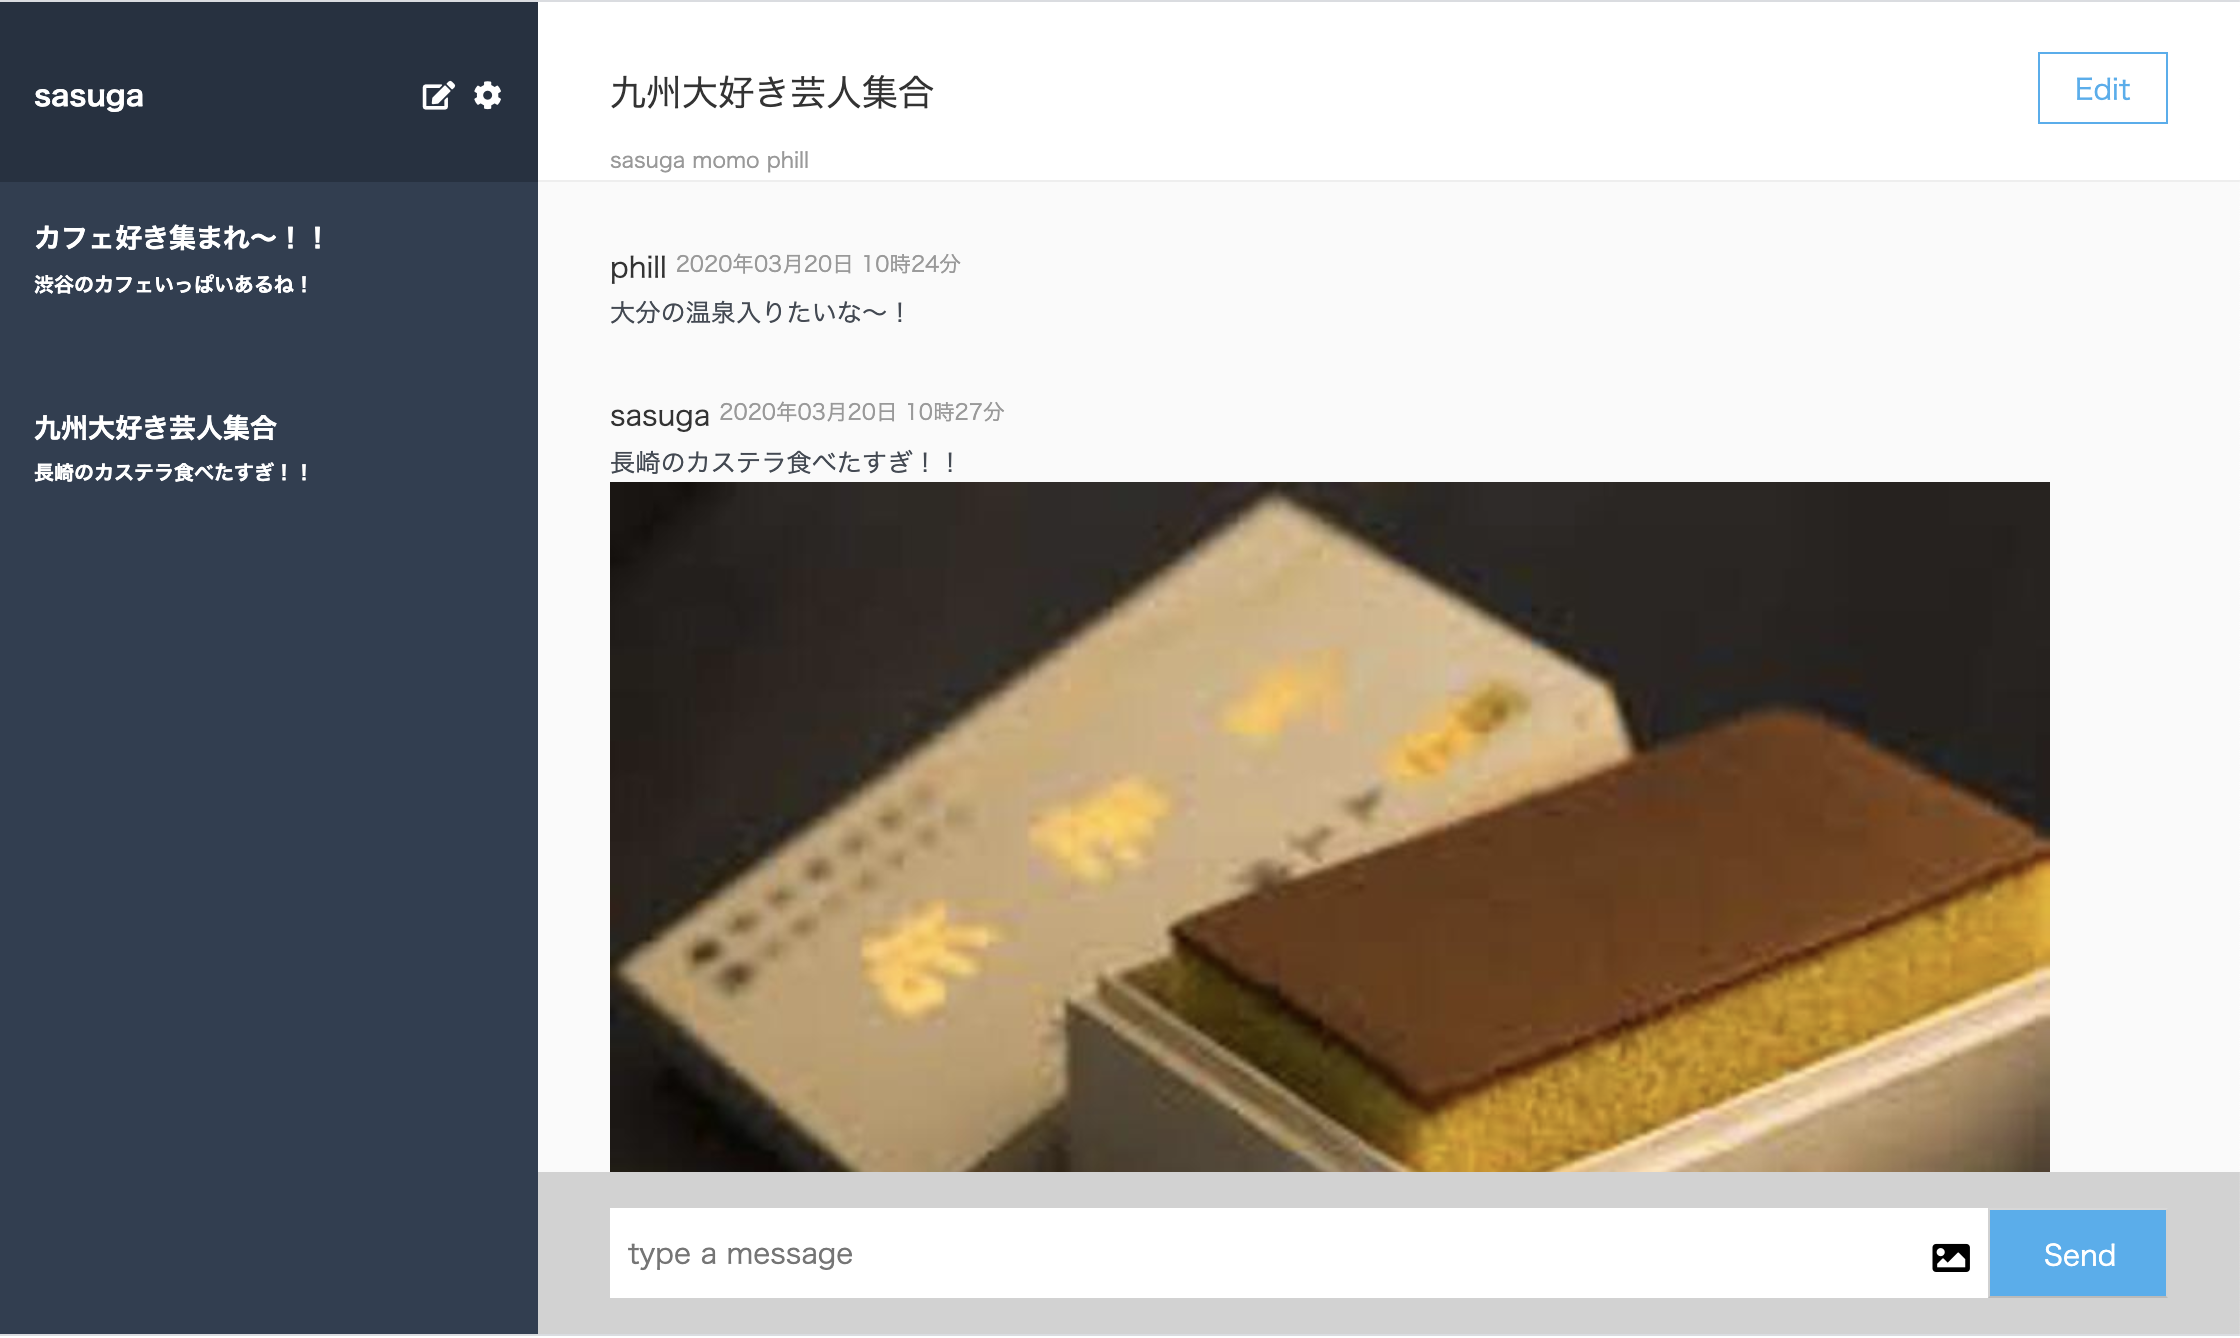 sasuga
カフェ好き集まれ〜！！
渋谷のカフェいっぱいあるね！
九州大好き芸人集合
長崎のカステラ食べたすぎ！！
九州大好き芸人集合
Edit
sasuga momo phill
phill 2020年03月20日 10時24分
大分の温泉入りたいな〜！
sasuga 2020年03月20日 10時27分
長崎のカステラ食べたすぎ！！
type a message
Send